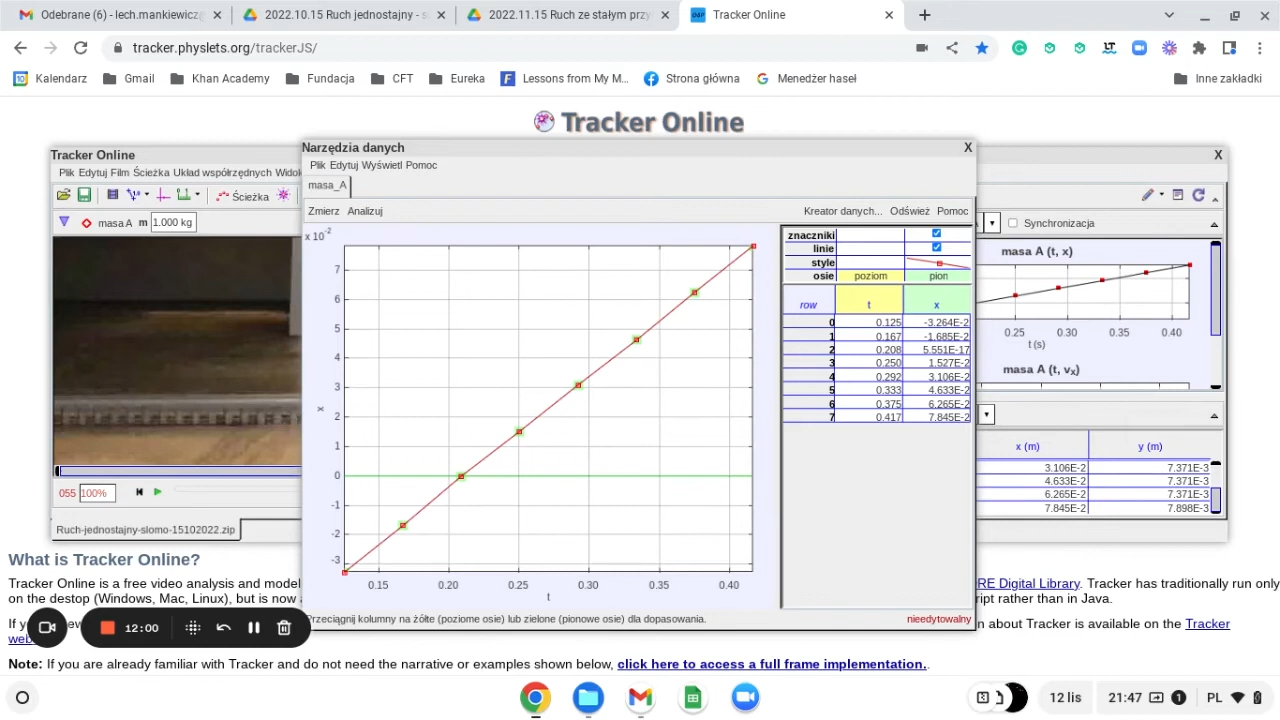 Odebrane (6) - lech.mankiewicz
2022.10.15 Ruch jednostajny - s
2022.11.15 Ruch ze stałym przy
Tracker Online
tracker.physlets.org/trackerJS/
Kalendarz
Gmail
Khan Academy
Fundacja
CFT
Eureka
Lessons from My M...
Strona główna
Menedżer haseł
Inne zakładki
Tracker Online
Tracker Online
X
Plik Edytuj Film Ścieżka Układ współrzędnych Widok
Ścieżka
masa A m 1.000 kg
Narzędzia danych
X
Plik Edytuj Wyświetl Pomoc
masa_A
Zmierz Analizuj
Kreator danych... Odśwież Pomoc
x 10-2
7
6
5
4
3
2
1
0
-1
-2
-3
x
0.15 0.20 0.25 0.30 0.35 0.40
t
znaczniki
linie
style
osie poziom pion
row t x
0 0.125 -3.264E-2
1 0.167 -1.685E-2
2 0.208 5.551E-17
3 0.250 1.527E-2
4 0.292 3.106E-2
5 0.333 4.633E-2
6 0.375 6.265E-2
7 0.417 7.845E-2
Przeciągnij kolumny na żółte (poziome osie) lub zielone (pionowe osie) dla dopasowania.
nieedytowalny
Synchronizacja
masa A (t, x)
0.25 0.30 0.35 0.40
t (s)
masa A (t, vx)
x (m) y (m)
3.106E-2 7.371E-3
4.633E-2 7.371E-3
6.265E-2 7.371E-3
7.845E-2 7.898E-3
055 100%
Ruch-jednostajny-slomo-15102022.zip
What is Tracker Online?
Tracker Online is a free video analysis and model
RE Digital Library. Tracker has traditionally run only
on the destop (Windows, Mac, Linux), but is now
ript rather than in Java.
n about Tracker is available on the Tracker
12:00
Note: If you are already familiar with Tracker and do not need the narrative or examples shown below, click here to access a full frame implementation..
12 lis
21:47
1
PL